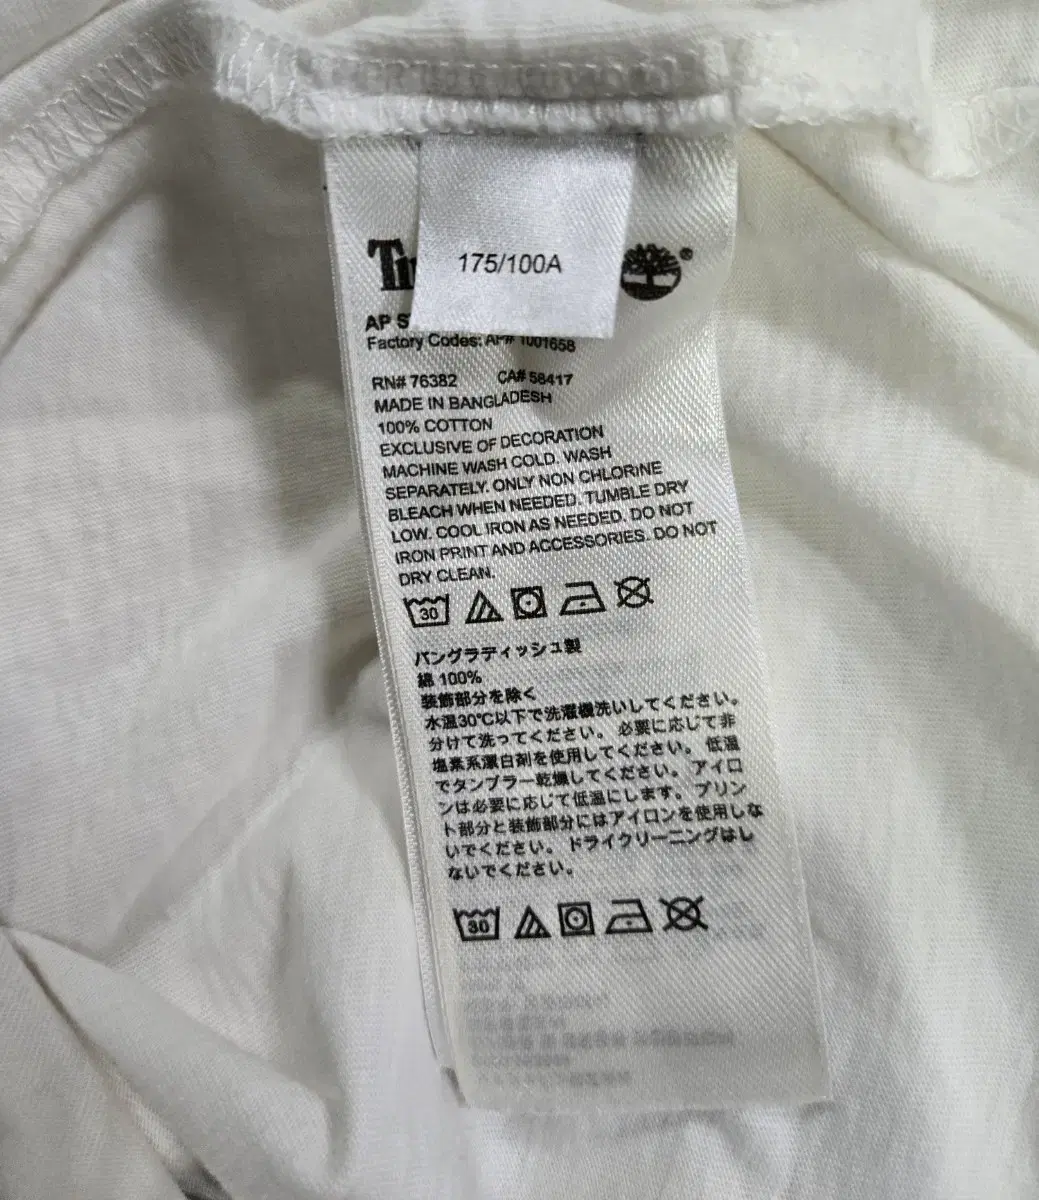 175/100A
®
AP
Factory Codes: AP# 1001658
RN# 76382 CA# 58417
MADE IN BANGLADESH
100% COTTON
EXCLUSIVE OF DECORATION
MACHINE WASH COLD. WASH
SEPARATELY. ONLY NON CHLORINE
BLEACH WHEN NEEDED. TUMBLE DRY
LOW. COOL IRON AS NEEDED. DO NOT
IRON PRINT AND ACCESSORIES. DO NOT
DRY CLEAN.
30
バングラディッシュ製
綿 100%
装飾部分を除く
水温30℃以下で洗濯機洗いしてください。
分けて洗ってください。 必要に応じて非
塩素系漂白剤を使用してください。 低温
でタンブラー乾燥してください。 アイロ
ンは必要に応じて低温にします。 プリン
ト部分と装飾部分にはアイロンを使用しな
いでください。 ドライクリーニングはし
ないでください。
30